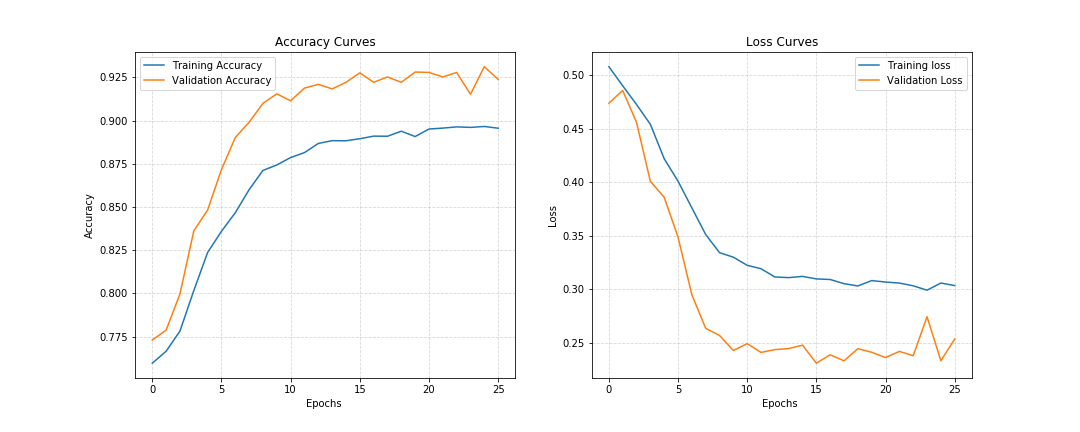 Accuracy Curves
Training Accuracy
Validation Accuracy
0.925
0.900
0.875
0.850
0.825
0.800
0.775
Accuracy
0 5 10 15 20 25
Epochs
Loss Curves
Training loss
Validation Loss
0.50
0.45
0.40
0.35
0.30
0.25
Loss
0 5 10 15 20 25
Epochs